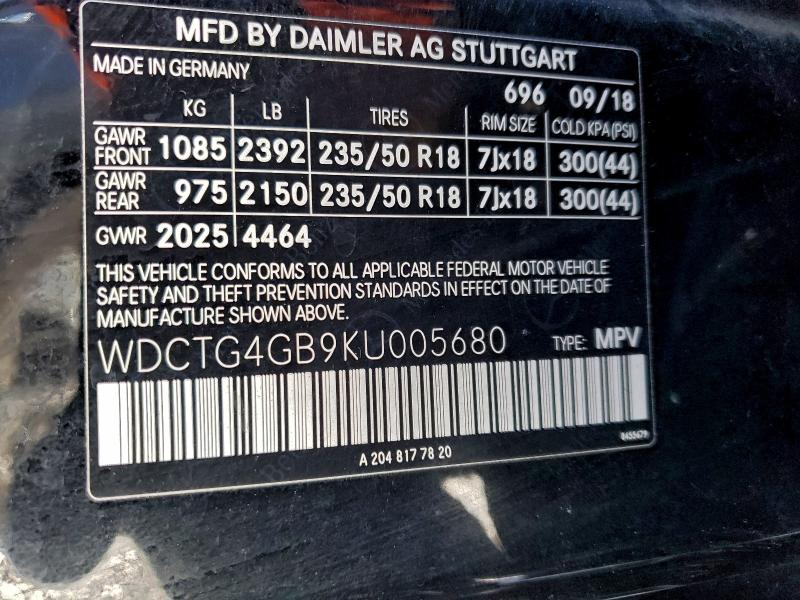 MFD BY DAIMLER AG STUTTGART
MADE IN GERMANY
696 09/18
KG LB TIRES RIM SIZE COLD KPA(PSI)
GAWR FRONT 1085 2392 235/50 R18 7Jx18 300(44)
GAWR REAR 975 2150 235/50 R18 7Jx18 300(44)
GVWR 2025 4464
THIS VEHICLE CONFORMS TO ALL APPLICABLE FEDERAL MOTOR VEHICLE
SAFETY AND THEFT PREVENTION STANDARDS IN EFFECT ON THE DATE OF
MANUFACTURE SHOWN ABOVE.
WDCTG4GB9KU005680 TYPE: MPV
A 204 817 78 20